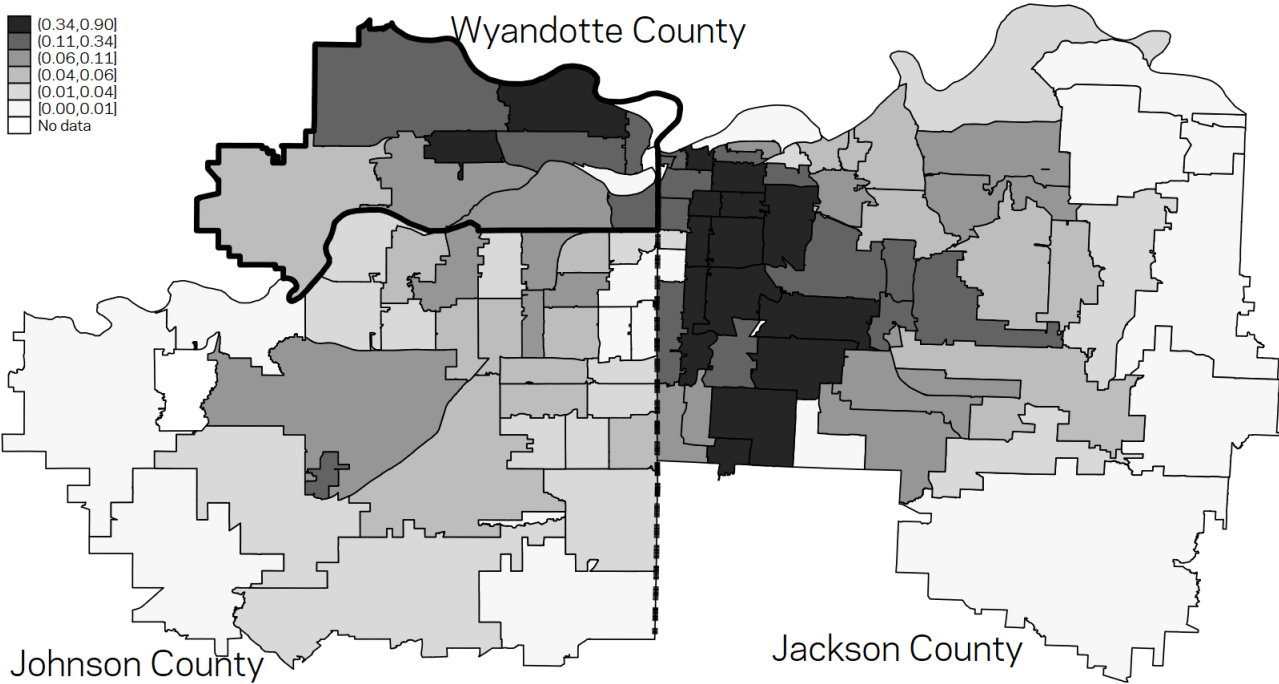 Wyandotte County
(0.34,0.90]
(0.11,0.34]
(0.06,0.11]
(0.04,0.06]
(0.01,0.04]
[0.00,0.01]
No data
Johnson County
Jackson County